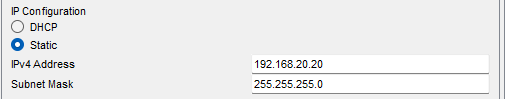 IP Configuration
DHCP
Static
IPv4 Address 192.168.20.20
Subnet Mask 255.255.255.0